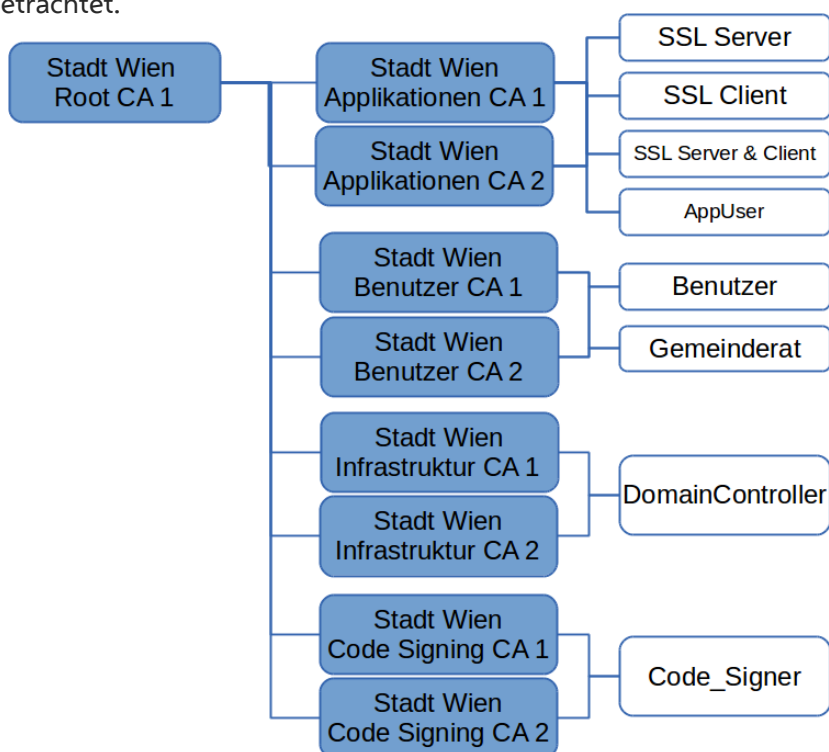 etrachtet.
Stadt Wien
Root CA 1
Stadt Wien
Applikationen CA 1
Stadt Wien
Applikationen CA 2
SSL Server
SSL Client
SSL Server & Client
AppUser
Stadt Wien
Benutzer CA 1
Stadt Wien
Benutzer CA 2
Benutzer
Gemeinderat
Stadt Wien
Infrastruktur CA 1
Stadt Wien
Infrastruktur CA 2
DomainController
Stadt Wien
Code Signing CA 1
Stadt Wien
Code Signing CA 2
Code_Signer